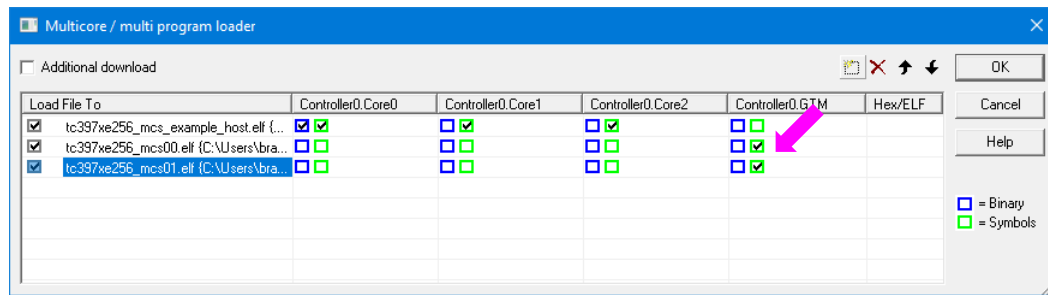 Multicore / multi program loader
Additional download
OK
Load File To Controller0.Core0 Controller0.Core1 Controller0.Core2 Controller0.GTM Hex/ELF
Cancel
tc397xe256_mcs_example_host.elf {...
tc397xe256_mcs00.elf {C:\Users\bra...
Help
tc397xe256_mcs01.elf {C:\Users\bra...
= Binary
= Symbols